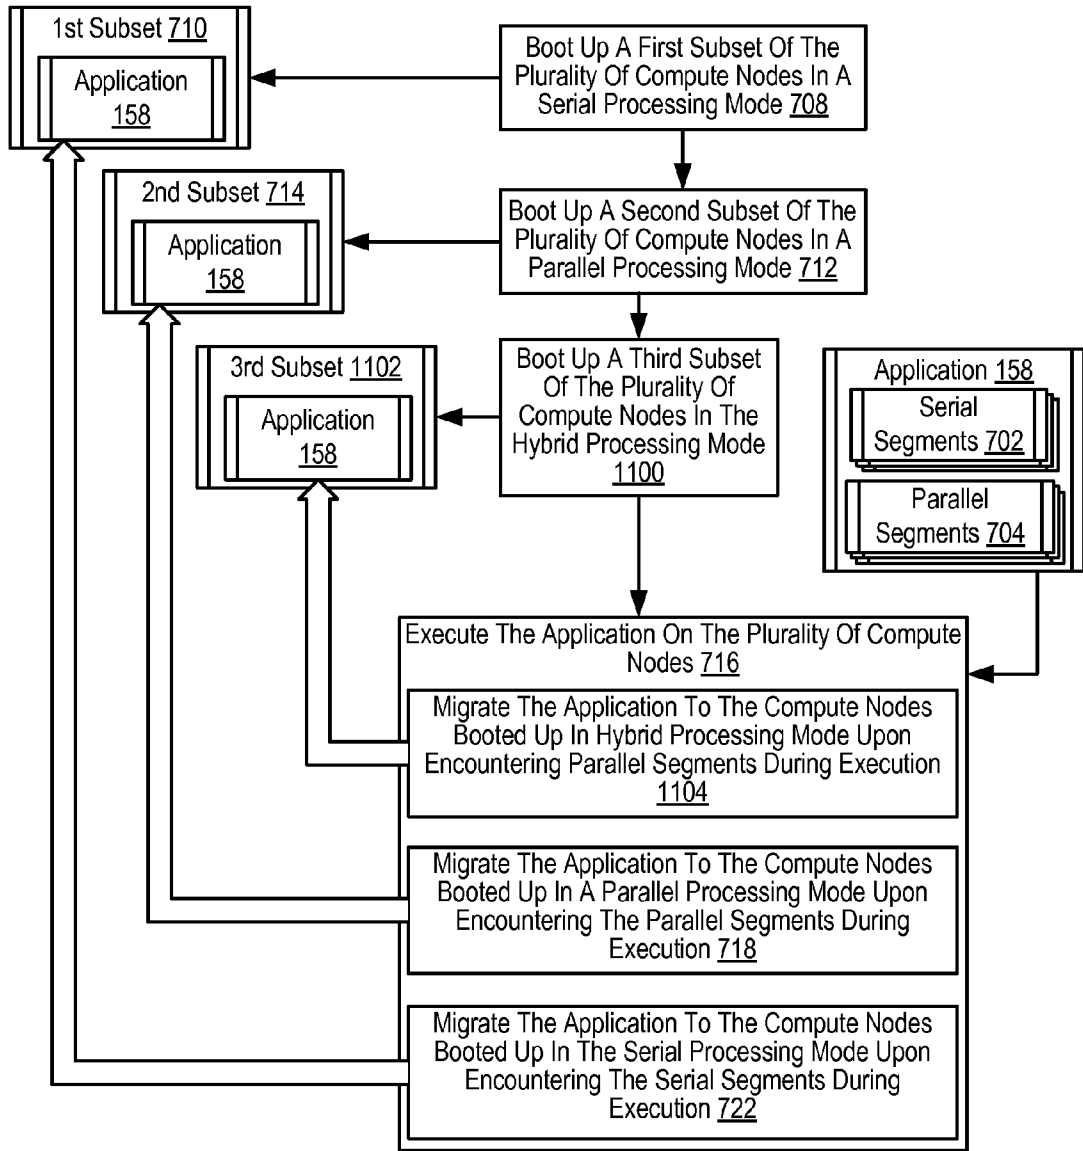 1st Subset 710
Application
158
Boot Up A First Subset Of The
Plurality Of Compute Nodes In A
Serial Processing Mode 708
2nd Subset 714
Application
158
Boot Up A Second Subset Of The
Plurality Of Compute Nodes In A
Parallel Processing Mode 712
3rd Subset 1102
Application
158
Boot Up A Third Subset
Of The Plurality Of
Compute Nodes In The
Hybrid Processing Mode
1100
Application 158
Serial
Segments 702
Parallel
Segments 704
Execute The Application On The Plurality Of Compute
Nodes 716
Migrate The Application To The Compute Nodes
Booted Up In Hybrid Processing Mode Upon
Encountering Parallel Segments During Execution
1104
Migrate The Application To The Compute Nodes
Booted Up In A Parallel Processing Mode Upon
Encountering The Parallel Segments During
Execution 718
Migrate The Application To The Compute Nodes
Booted Up In The Serial Processing Mode Upon
Encountering The Serial Segments During
Execution 722